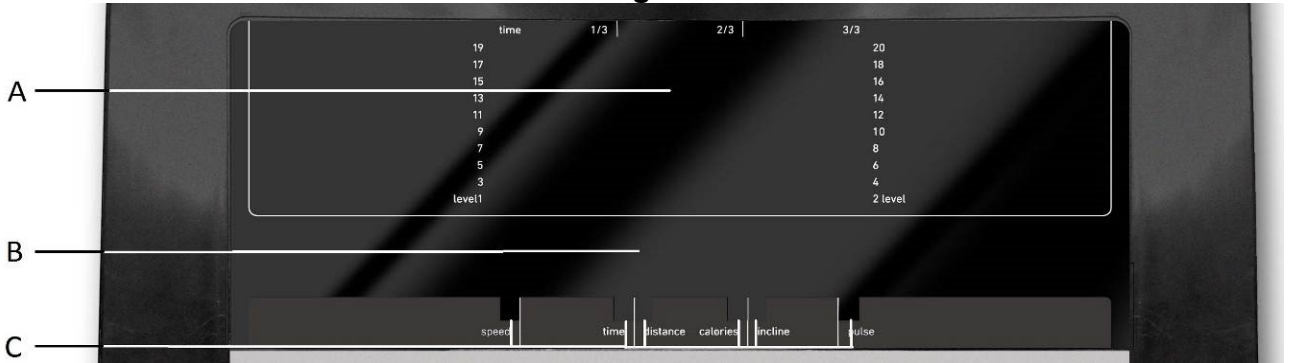 time 1/3 2/3 3/3
19 20
17 18
15 16
A
13 14
11 12
9 10
7 8
5 6
3 4
level1 2 level
B
speed time distance calories incline pulse
C